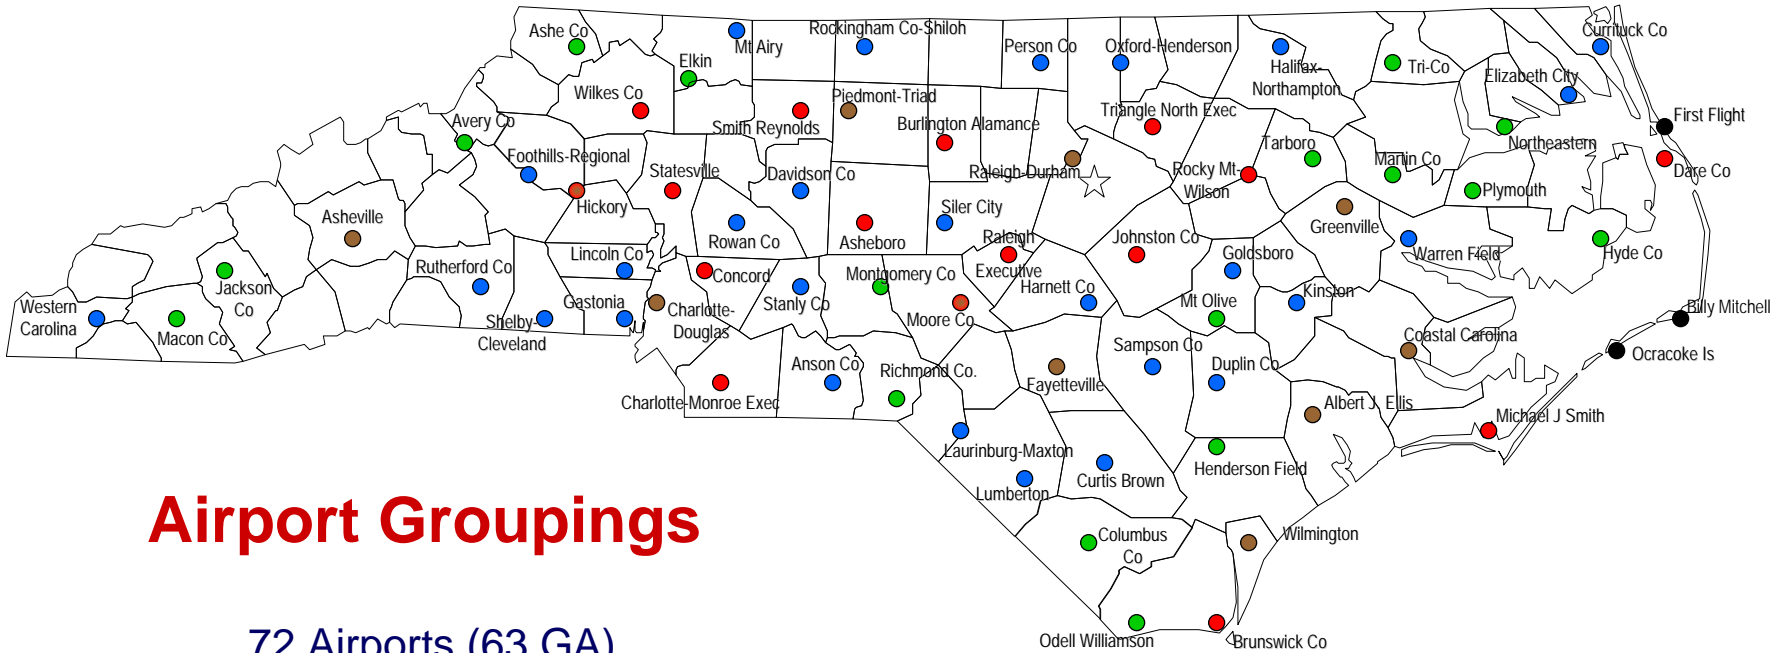 Ashe Co
Mt Airy
Rockingham Co-Shiloh
Person Co
Oxford-Henderson
Currituck Co
Elkin
Halifax-
Northampton
Tri-Co
Elizabeth City
Wilkes Co
Piedmont-Triad
Triangle North Exec
First Flight
Avery Co
Smith Reynolds
Burlington Alamance
Tarboro
Northeastern
Foothills-Regional
Statesville
Davidson Co
Raleigh-Durham
Rocky Mt-
Wilson
Martin Co
Dare Co
Plymouth
Hickory
Asheville
Rowan Co
Asheboro
Siler City
Raleigh
Executive
Johnston Co
Greenville
Goldsboro
Warren Field
Hyde Co
Lincoln Co
Rutherford Co
Concord
Montgomery Co
Harnett Co
Jackson
Co
Western
Carolina
Macon Co
Gastonia
Shelby-
Cleveland
Charlotte-
Douglas
Stanly Co
Moore Co
Mt Olive
Kinston
Billy Mitchell
Coastal Carolina
Ocracoke Is
Sampson Co
Duplin Co
Anson Co
Richmond Co.
Fayetteville
Charlotte-Monroe Exec
Albert J. Ellis
Michael J Smith
Laurinburg-Maxton
Henderson Field
Curtis Brown
Lumberton
Airport Groupings
Columbus
Co
Wilmington
72 Airports (63 GA)
Odell Williamson
Brunswick Co